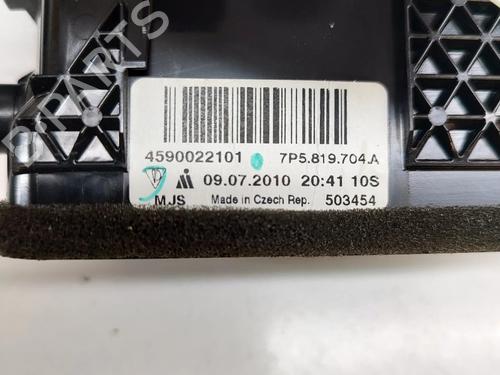 B-PARTS
4590022101 7P5.819.704.A
09.07.2010 20:41 10S
MJS Made in Czech Rep. 503454